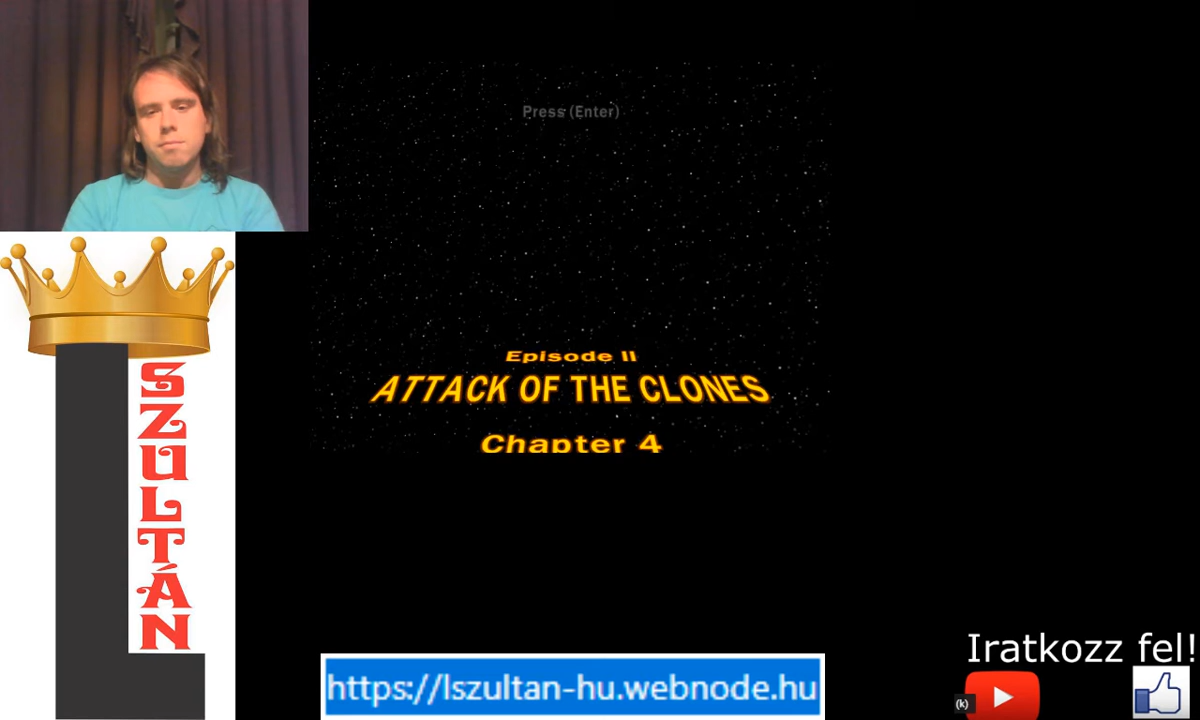 Press (Enter)
Episode II
ATTACK OF THE CLONES
Chapter 4
L
SZULTÁN
https://lszultan-hu.webnode.hu
Iratkozz fel!
(k)